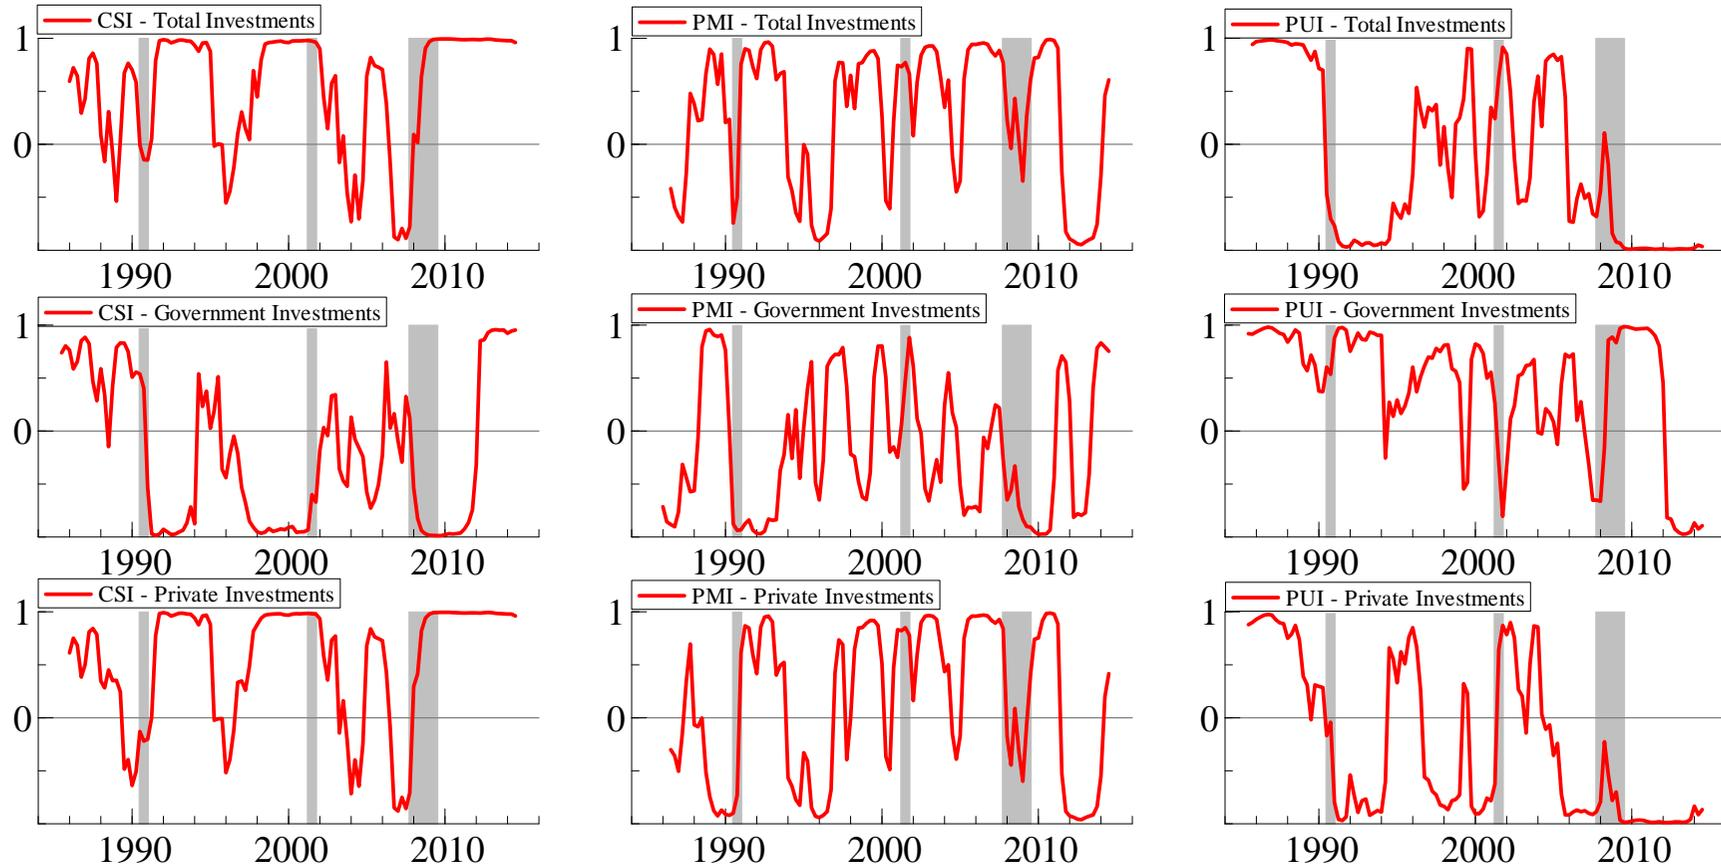 CSI - Total Investments
PMI - Total Investments
PUI - Total Investments
1
0
1990 2000 2010
1
0
1990 2000 2010
1
0
1990 2000 2010
CSI - Government Investments
PMI - Government Investments
PUI - Government Investments
1
0
1990 2000 2010
1
0
1990 2000 2010
1
0
1990 2000 2010
CSI - Private Investments
PMI - Private Investments
PUI - Private Investments
1
0
1990 2000 2010
1
0
1990 2000 2010
1
0
1990 2000 2010